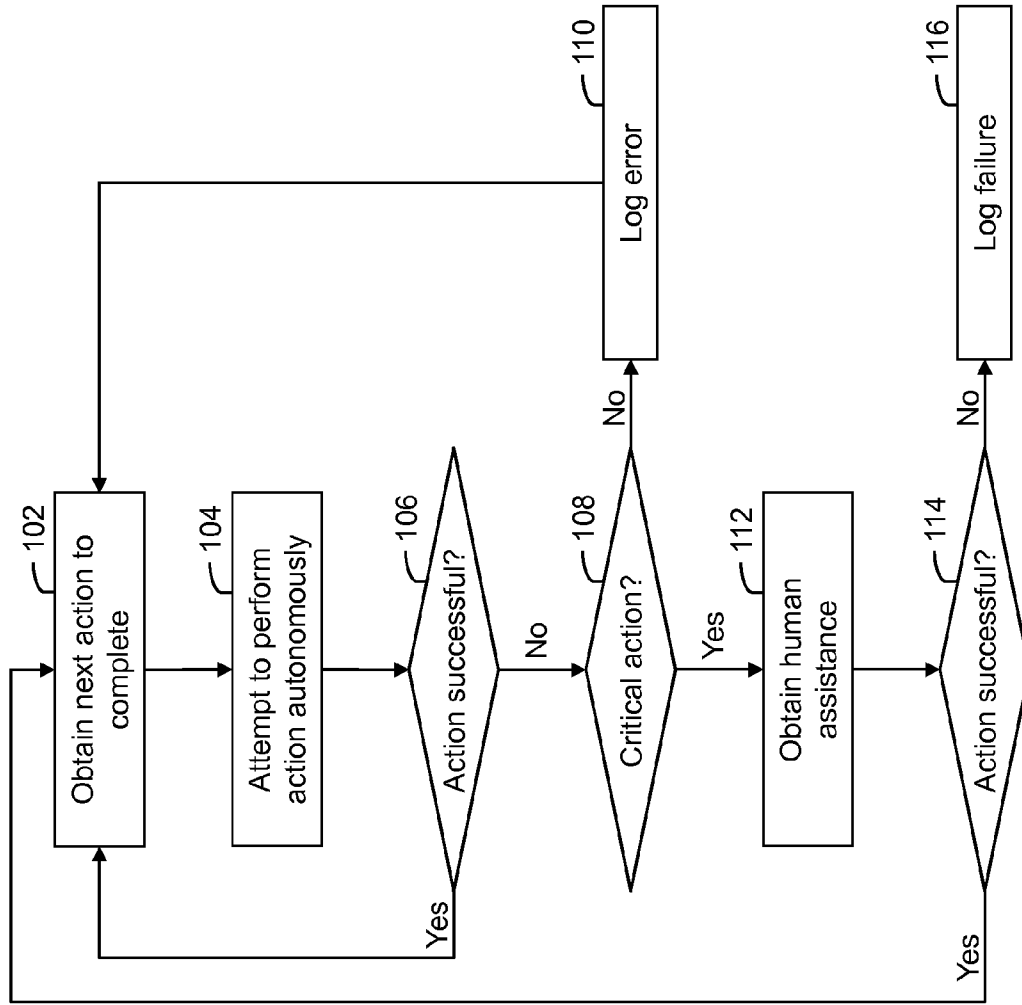 102
Obtain next action to
complete
104
Attempt to perform
action autonomously
106
Action successful?
Yes
No
108
Critical action?
No
110
Log error
Yes
112
Obtain human
assistance
114
Action successful?
Yes
No
116
Log failure